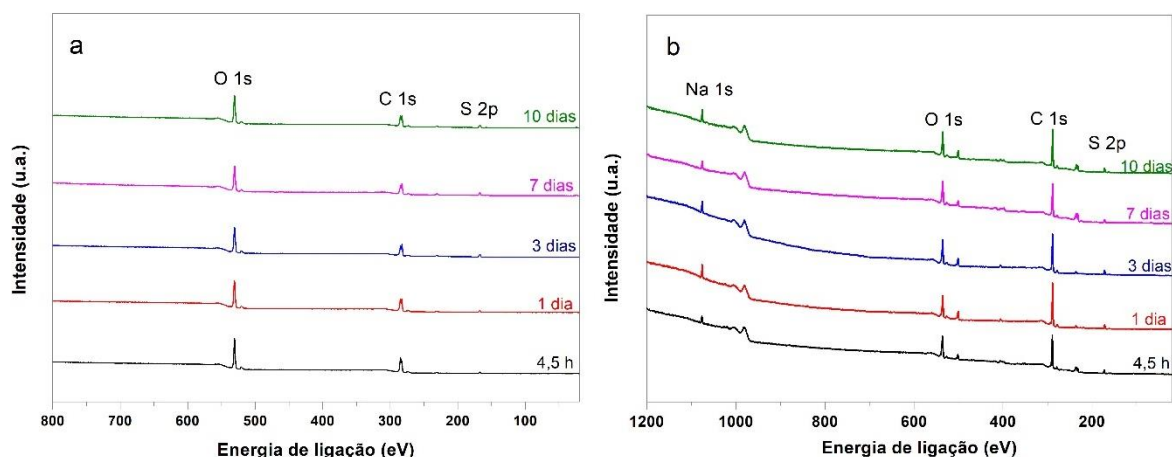 a
O 1s
C 1s
S 2p
10 dias
7 dias
3 dias
1 dia
4,5 h
Intensidade (u.a.)
800 700 600 500 400 300 200 100
Energia de ligação (eV)
b
Na 1s
O 1s
C 1s
S 2p
10 dias
7 dias
3 dias
1 dia
4,5 h
Intensidade (u.a.)
1200 1000 800 600 400 200
Energia de ligação (eV)